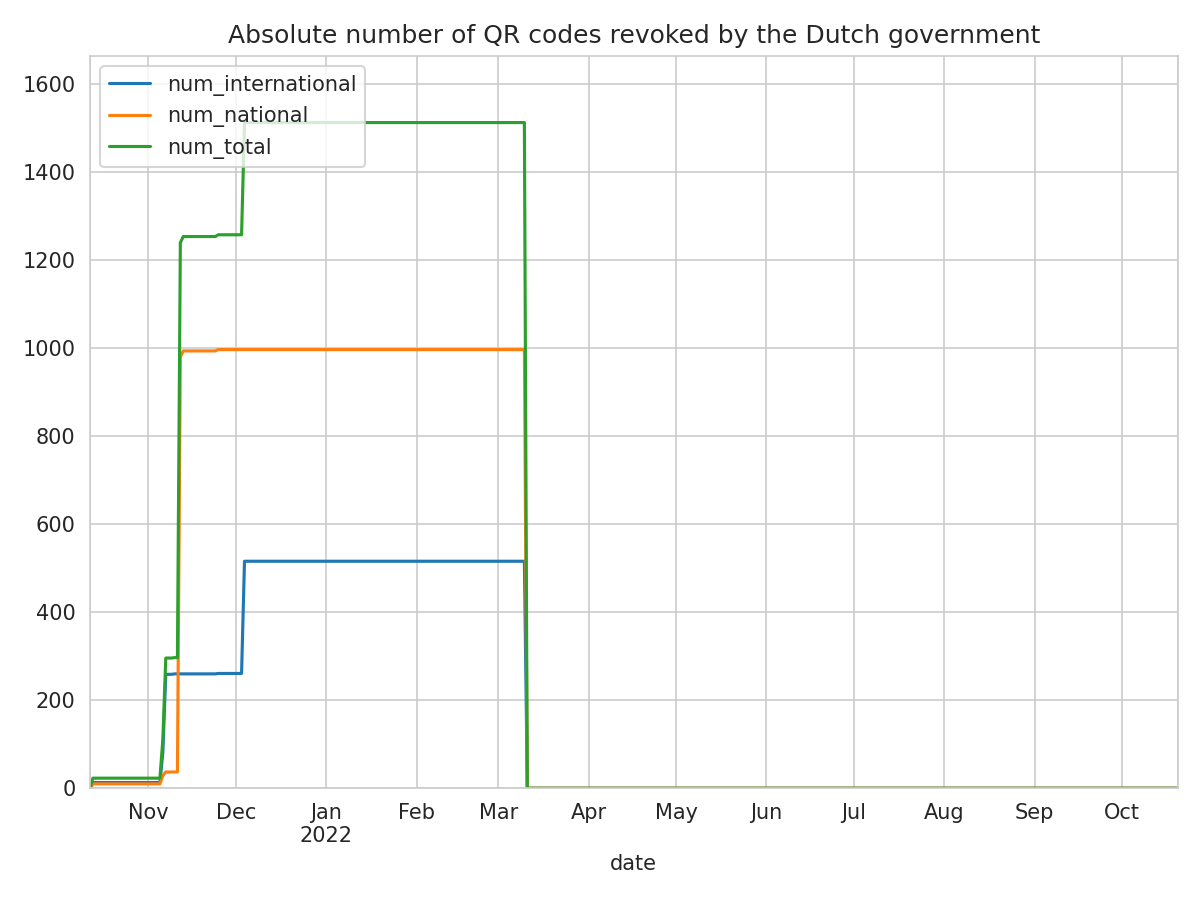 Absolute number of QR codes revoked by the Dutch government
1600
1400
1200
1000
800
600
400
200
0
num_international
num_national
num_total
Nov Dec Jan Feb Mar Apr May Jun Jul Aug Sep Oct
2022
date